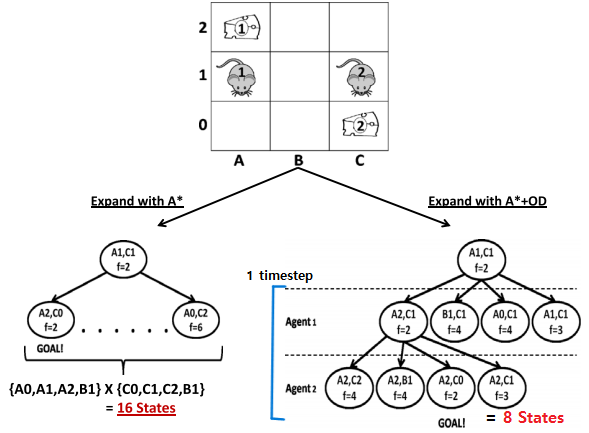 2
1
1
1
2
0
2
A B C
Expand with A*
Expand with A*+OD
A1,C1
f=2
A2,C0
f=2
. . . . . .
A0,C2
f=6
GOAL!
{A0,A1,A2,B1} X {C0,C1,C2,B1}
= 16 States
1 timestep
A1,C1
f=2
Agent 1
A2,C1
f=2
B1,C1
f=4
A0,C1
f=4
A1,C1
f=3
Agent 2
A2,C2
f=4
A2,B1
f=4
A2,C0
f=2
A2,C1
f=3
GOAL!
= 8 States